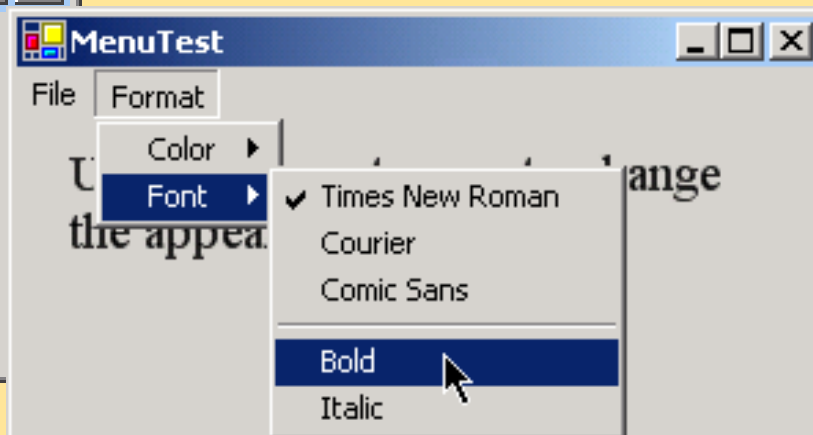 MenuTest
File Format
Color
Font
Times New Roman
Courier
Comic Sans
Bold
Italic
ange
the appea